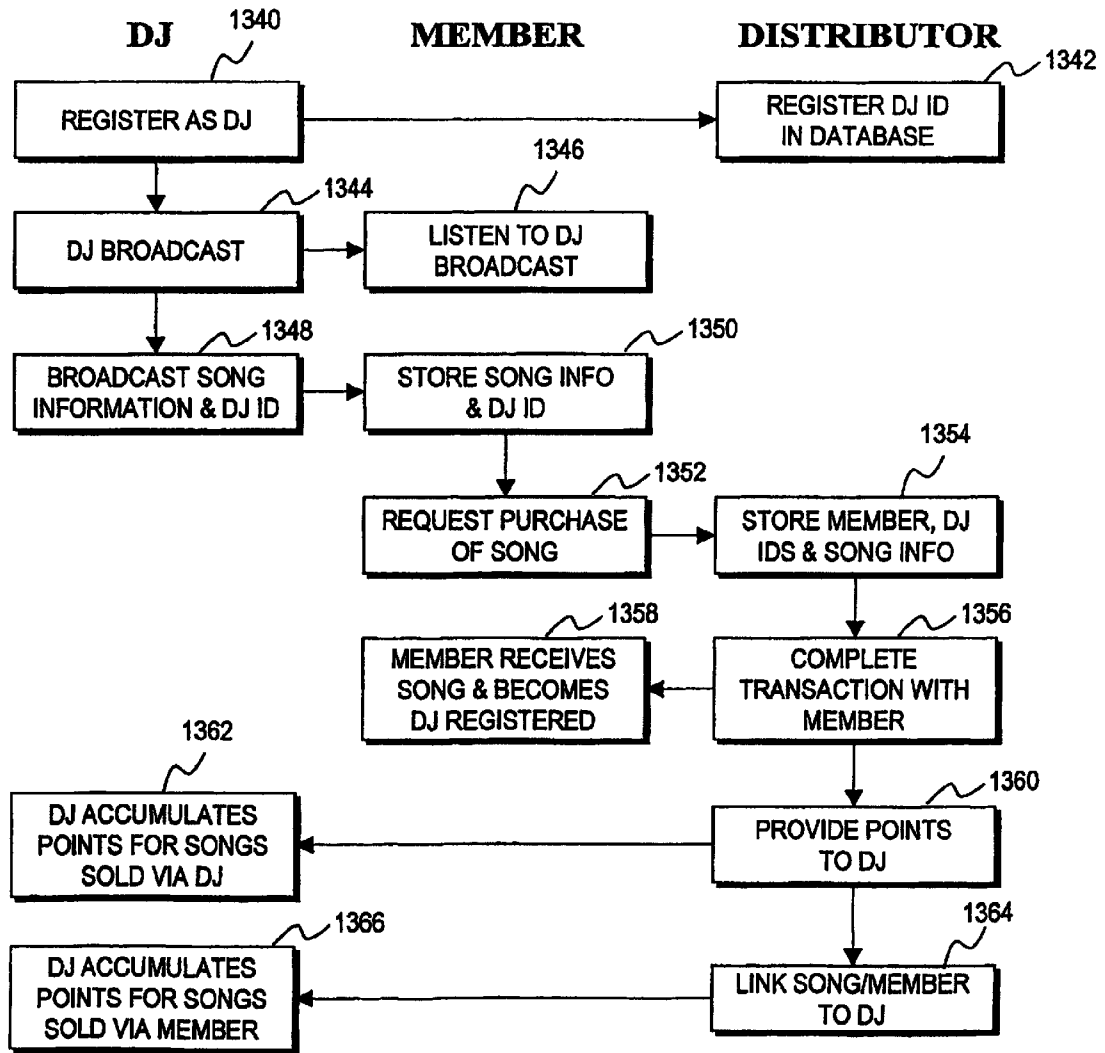 DJ MEMBER DISTRIBUTOR
1340
1342
REGISTER AS DJ
REGISTER DJ ID
IN DATABASE
1344
1346
DJ BROADCAST
LISTEN TO DJ
BROADCAST
1348
1350
BROADCAST SONG
INFORMATION & DJ ID
STORE SONG INFO
& DJ ID
1352
1354
REQUEST PURCHASE
OF SONG
STORE MEMBER, DJ
IDS & SONG INFO
1358
1356
MEMBER RECEIVES
SONG & BECOMES
DJ REGISTERED
COMPLETE
TRANSACTION WITH
MEMBER
1362
1360
DJ ACCUMULATES
POINTS FOR SONGS
SOLD VIA DJ
PROVIDE POINTS
TO DJ
1366
1364
DJ ACCUMULATES
POINTS FOR SONGS
SOLD VIA MEMBER
LINK SONG/MEMBER
TO DJ